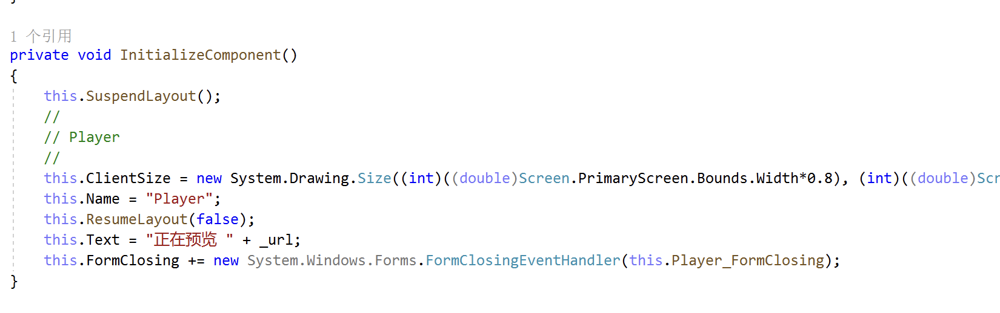 }
1 个引用
private void InitializeComponent()
{
this.SuspendLayout();
//
// Player
//
this.ClientSize = new System.Drawing.Size((int)((double)Screen.PrimaryScreen.Bounds.Width*0.8), (int)((double)Scr
this.Name = "Player";
this.ResumeLayout(false);
this.Text = "正在预览 " + _url;
this.FormClosing += new System.Windows.Forms.FormClosingEventHandler(this.Player_FormClosing);
}